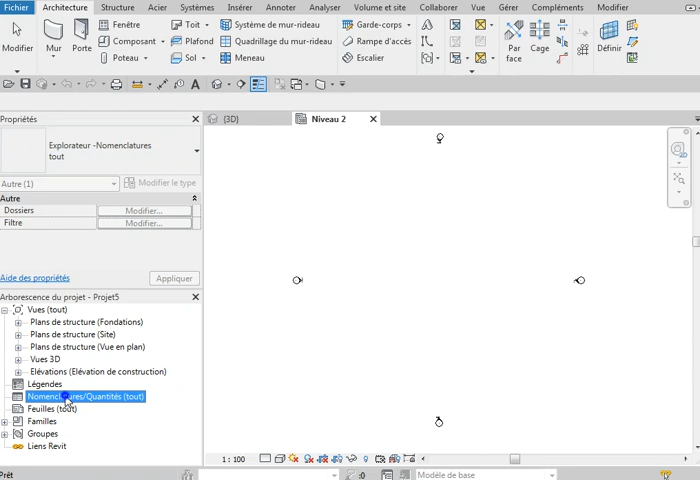 Fichier Architecture Structure Acier Systèmes Insérer Annoter Analyser Volume et site Collaborer Vue Gérer Compléments Modifier
Modifier Mur Porte Fenêtre Toit Système de mur-rideau Garde-corps Par face Cage Définir
Composant Plafond Quadrillage du mur-rideau Rampe d'accès
Poteau Sol Meneau Escalier
Propriétés
(3D) Niveau 2
Explorateur -Nomenclatures
tout
Autre (1) Modifier le type
Autre
Dossiers Modifier...
Filtre Modifier...
Aide des propriétés Appliquer
Arborescence du projet - Projet5
Vues (tout)
Plans de structure (Fondations)
Plans de structure (Site)
Plans de structure (Vue en plan)
Vues 3D
Elévations (Elévation de construction)
Légendes
Nomenclatures/Quantités (tout)
Feuilles (tout)
Familles
Groupes
Liens Revit
1 : 100
Prêt :0 Modèle de base